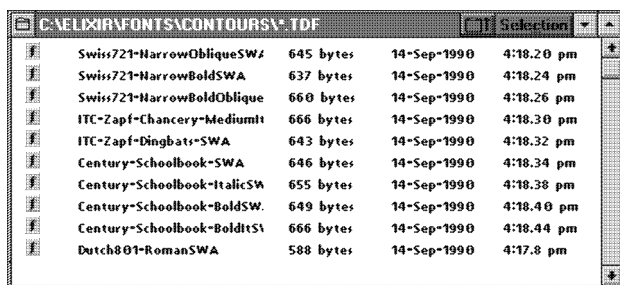 C:\ELIXIR\FONTS\CONTOURS\*.TDF Selection
Swiss721-NarrowObliqueSWA 645 bytes 14-Sep-1990 4:18.20 pm
Swiss721-NarrowBoldSWA 637 bytes 14-Sep-1990 4:18.24 pm
Swiss721-NarrowBoldOblique 660 bytes 14-Sep-1990 4:18.26 pm
ITC-Zapf-Chancery-MediumIt 666 bytes 14-Sep-1990 4:18.30 pm
ITC-Zapf-Dingbats-SWA 643 bytes 14-Sep-1990 4:18.32 pm
Century-Schoolbook-SWA 646 bytes 14-Sep-1990 4:18.34 pm
Century-Schoolbook-ItalicSW 655 bytes 14-Sep-1990 4:18.38 pm
Century-Schoolbook-BoldSW 649 bytes 14-Sep-1990 4:18.40 pm
Century-Schoolbook-BoldItS 666 bytes 14-Sep-1990 4:18.44 pm
Dutch801-RomanSWA 588 bytes 14-Sep-1990 4:17.8 pm